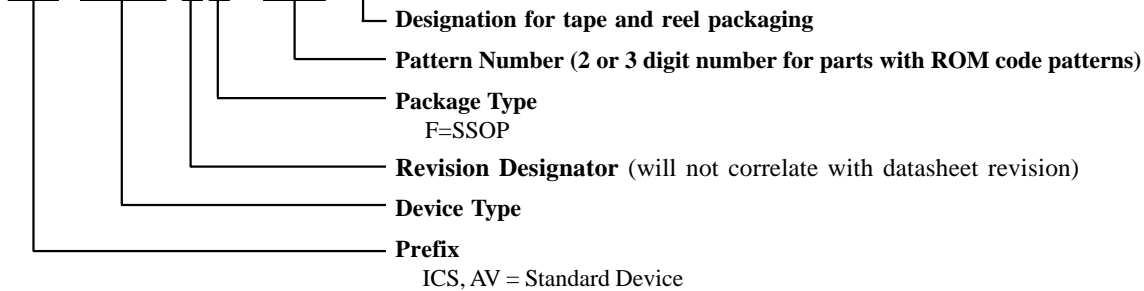 Designation for tape and reel packaging
Pattern Number (2 or 3 digit number for parts with ROM code patterns)
Package Type
F=SSOP
Revision Designator (will not correlate with datasheet revision)
Device Type
Prefix
ICS, AV = Standard Device